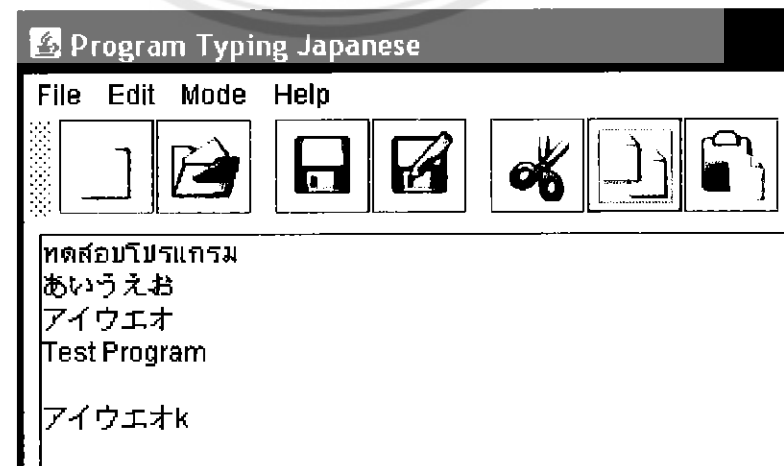 Program Typing Japanese
File Edit Mode Help
ทดสอบโปรแกรม
あいうえお
アイウエオ
Test Program
アイウエオk